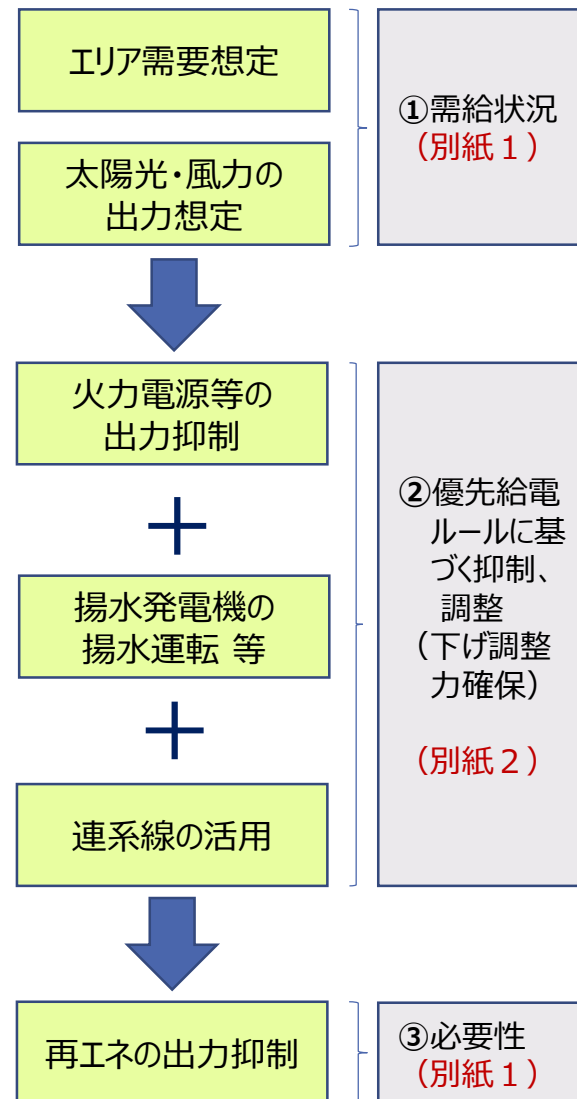 エリア需要想定
太陽光・風力の
出力想定
①需給状況
（別紙１）
火力電源等の
出力抑制
＋
揚水発電機の
揚水運転 等
＋
連系線の活用
②優先給電
ルールに基
づく抑制、
調整
（下げ調整
力確保）
（別紙２）
再エネの出力抑制
③必要性
（別紙１）